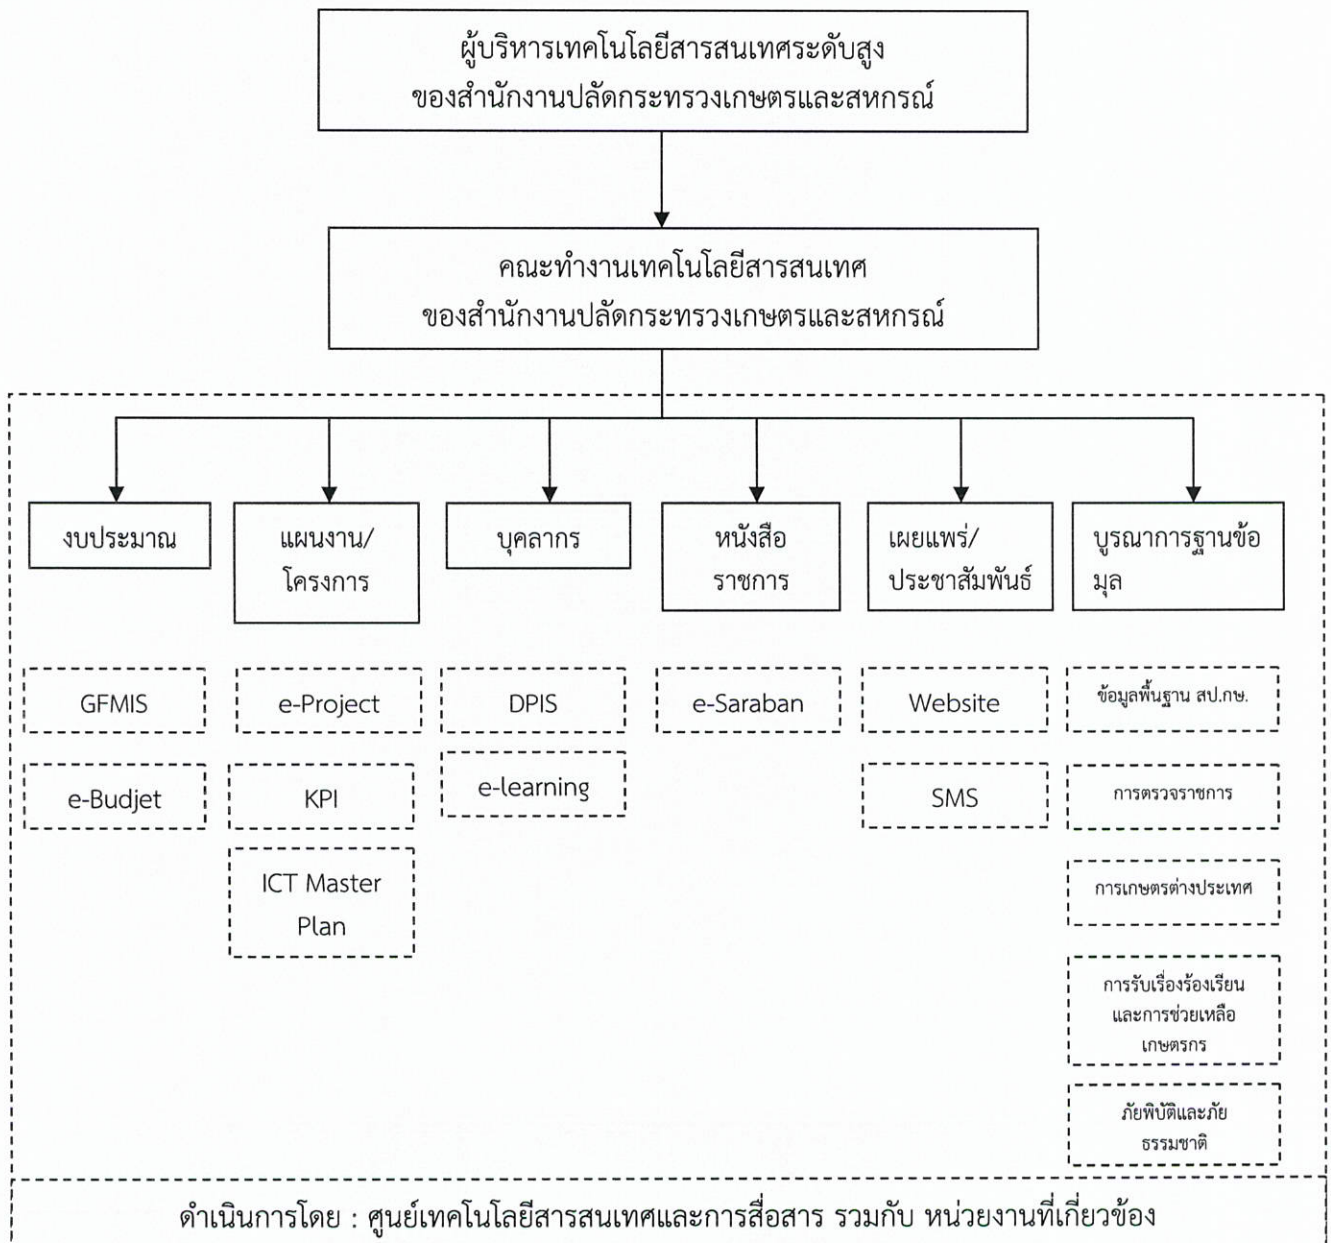 ผู้บริหารเทคโนโลยีสารสนเทศระดับสูง
ของสำนักงานปลัดกระทรวงเกษตรและสหกรณ์
คณะทำงานเทคโนโลยีสารสนเทศ
ของสำนักงานปลัดกระทรวงเกษตรและสหกรณ์
งบประมาณ
แผนงาน/
โครงการ
บุคลากร
หนังสือ
ราชการ
เผยแพร่/
ประชาสัมพันธ์
บูรณาการฐานข้อ
มุล
GFMIS
e-Project
DPIS
e-Saraban
Website
ข้อมูลพื้นฐาน สป.กษ.
e-Budjet
KPI
e-learning
SMS
การตรวจราชการ
ICT Master
Plan
การเกษตรต่างประเทศ
การรับเรื่องร้องเรียน
และการช่วยเหลือ
เกษตรกร
ภัยพิบัติและภัย
ธรรมชาติ
ดำเนินการโดย : ศูนย์เทคโนโลยีสารสนเทศและการสื่อสาร รวมกับ หน่วยงานที่เกี่ยวข้อง